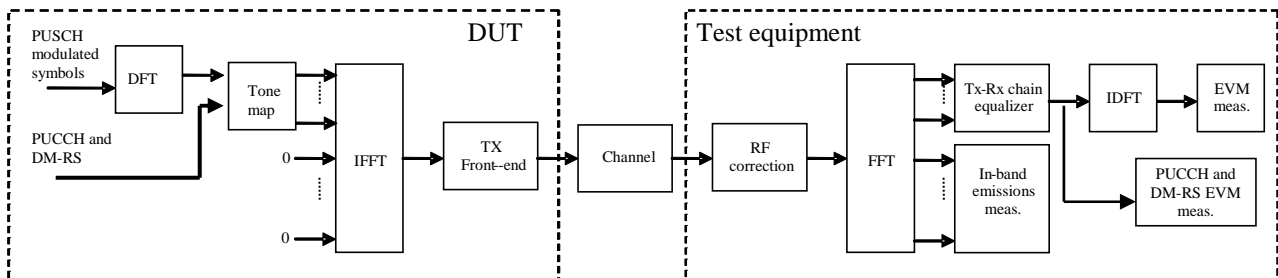 DUT
Test equipment
PUSCH
modulated
symbols
DFT
Tone
map
PUCCH and
DM-RS
0
0
IFFT
TX
Front--end
Channel
RF
correction
FFT
Tx-Rx chain
equalizer
IDFT
EVM
meas.
In-band
emissions
meas.
PUCCH and
DM-RS EVM
meas.